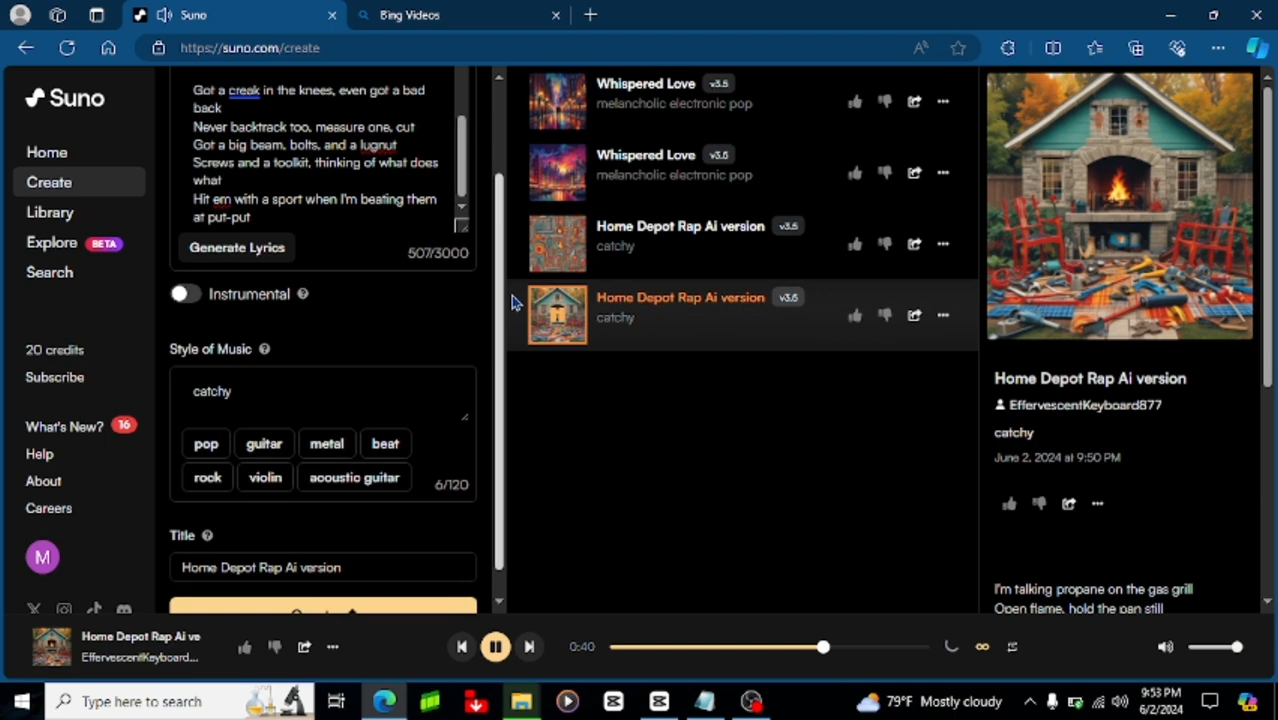 Suno
Bing Videos
https://suno.com/create
Suno
Home
Create
Library
Explore BETA
Search
20 credits
Subscribe
What's New? 16
Help
About
Careers
M
Got a creak in the knees, even got a bad
back
Never backtrack too, measure one, cut
Got a big beam, bolts, and a lugnut
Screws and a toolkit, thinking of what does
what
Hit em with a sport when I'm beating them
at put-put
Generate Lyrics
507/3000
Instrumental
Style of Music
catchy
pop guitar metal beat
rock violin acoustic guitar
6/120
Title
Home Depot Rap Ai version
Whispered Love v3.5
melancholic electronic pop
Whispered Love v3.5
melancholic electronic pop
Home Depot Rap Ai version v3.5
catchy
Home Depot Rap Ai version v3.5
catchy
Home Depot Rap Ai version
EffervescentKeyboard877
catchy
June 2, 2024 at 9:50 PM
I'm talking propane on the gas grill
Open flame, hold the pan still
Home Depot Rap Ai ve
EffervescentKeyboard...
0:40
Type here to search
79°F Mostly cloudy
9:53 PM
6/2/2024